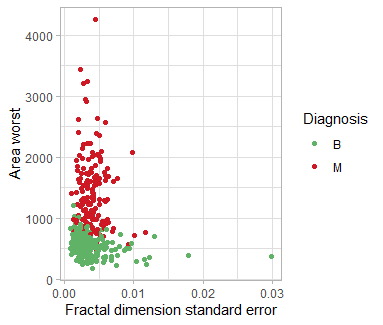 Area worst
4000
3000
2000
1000
0
0.00 0.01 0.02 0.03
Fractal dimension standard error
Diagnosis
B
M